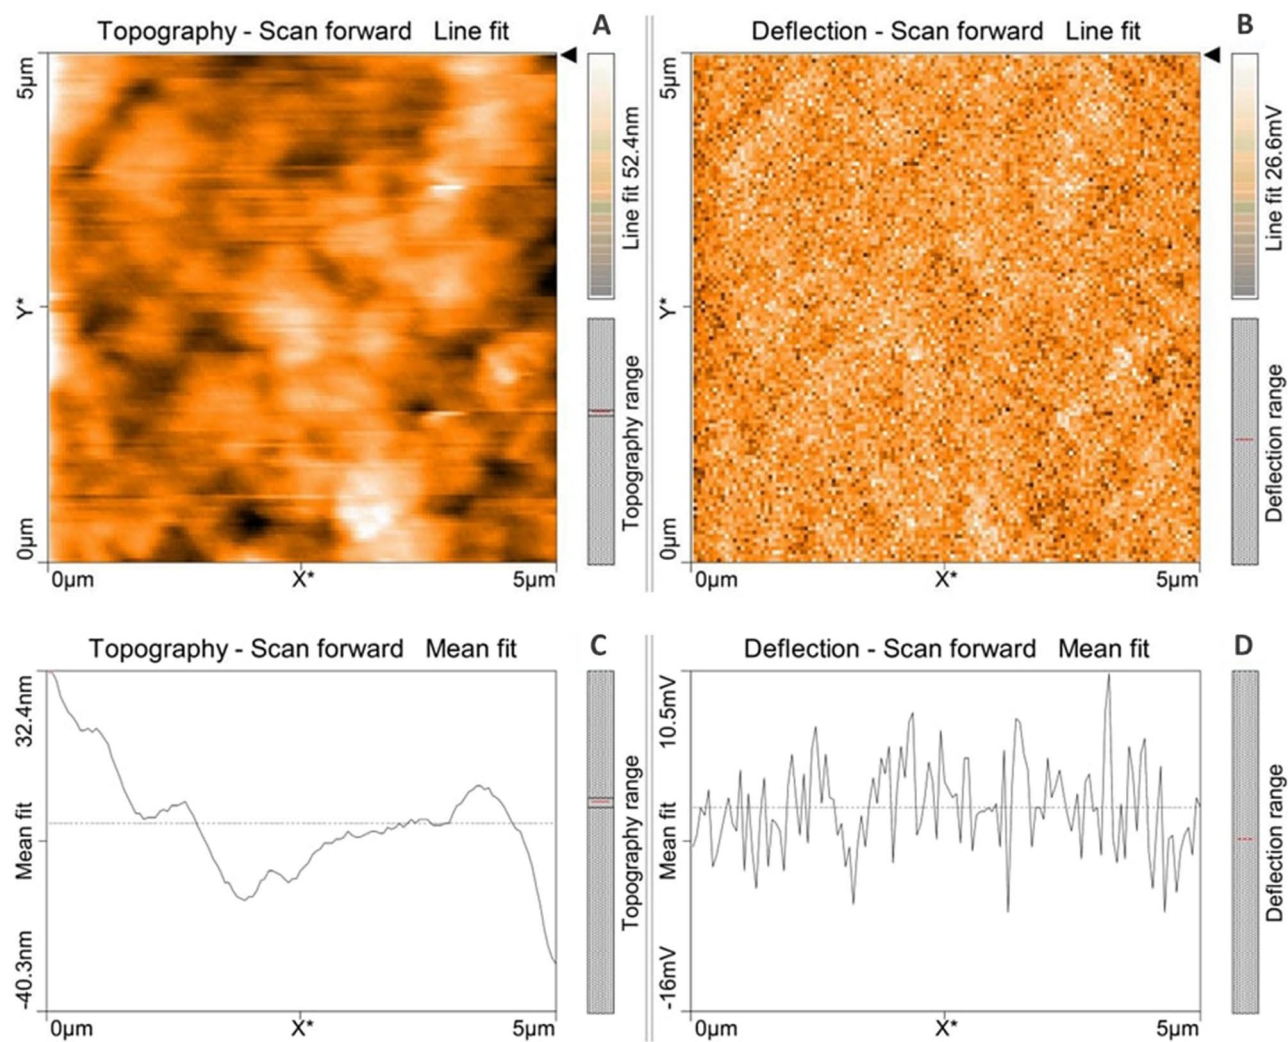 Topography - Scan forward Line fit A
5µm
Y*
0µm
0µm X* 5µm
Line fit 52.4nm
Topography range
Deflection - Scan forward Line fit B
5µm
Y*
0µm
0µm X* 5µm
Line fit 26.6mV
Deflection range
Topography - Scan forward Mean fit C
32.4nm
Mean fit
-40.3nm
0µm X* 5µm
Topography range
Deflection - Scan forward Mean fit D
10.5mV
Mean fit
-16mV
0µm X* 5µm
Deflection range